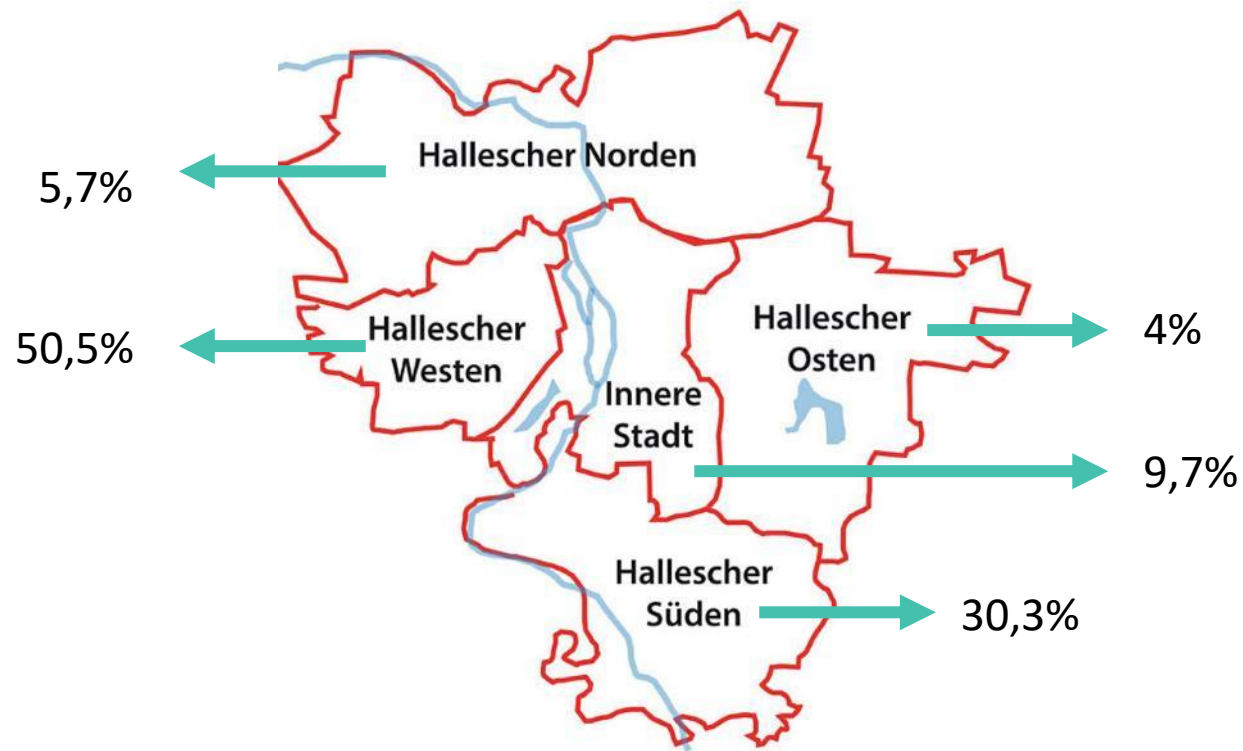 Hallescher Norden
5,7%
Hallescher
Westen
50,5%
Hallescher
Osten
4%
Innere
Stadt
9,7%
Hallescher
Süden
30,3%